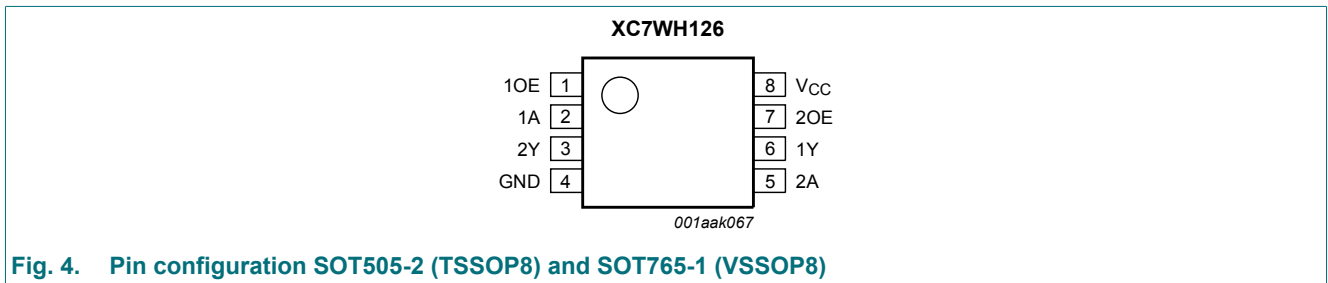 XC7WH126
1OE 1 8 VCC
1A 2 7 2OE
2Y 3 6 1Y
GND 4 5 2A
001aak067
Fig. 4. Pin configuration SOT505-2 (TSSOP8) and SOT765-1 (VSSOP8)